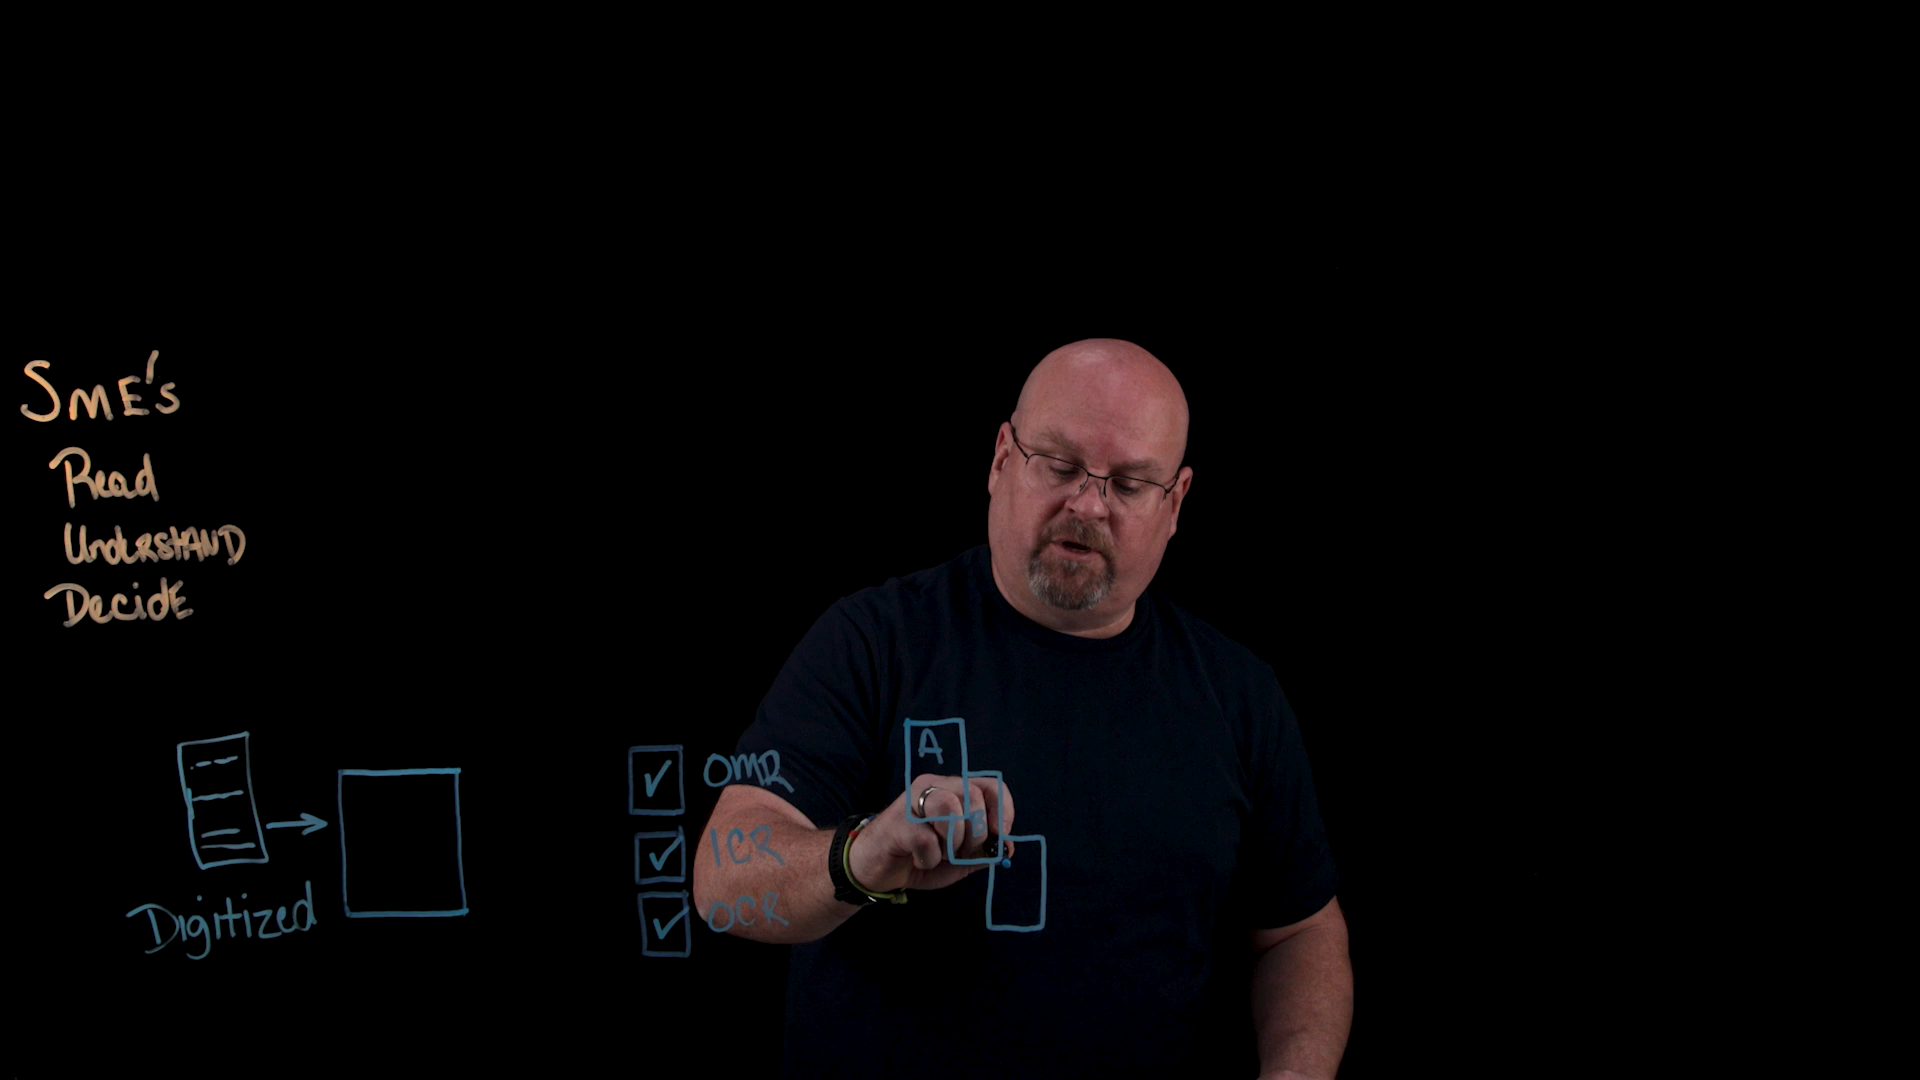 SME's
Read
UndeRSTAND
DecidE
Digitized
OMR
ICR
OCR
A
B